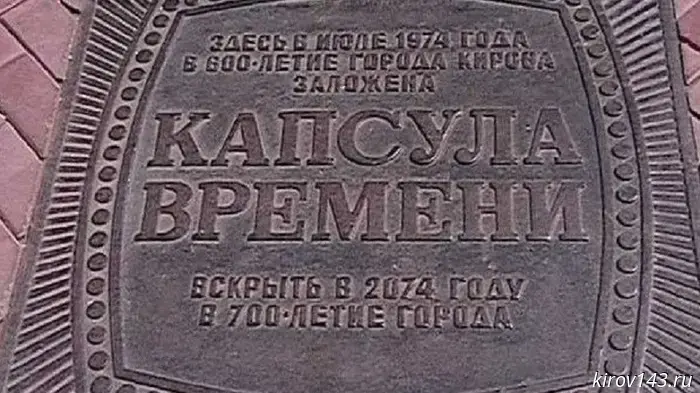 ЗДЕСЬ В ИЮЛЕ 1974 ГОДА
В 600-ЛЕТИЕ ГОРОДА КИРОВА
ЗАЛОЖЕНА
КАПСУЛА
ВРЕМЕНИ
ВСКРЫТЬ В 2074 ГОДУ
В 700-ЛЕТИЕ ГОРОДА
kirov143.ru